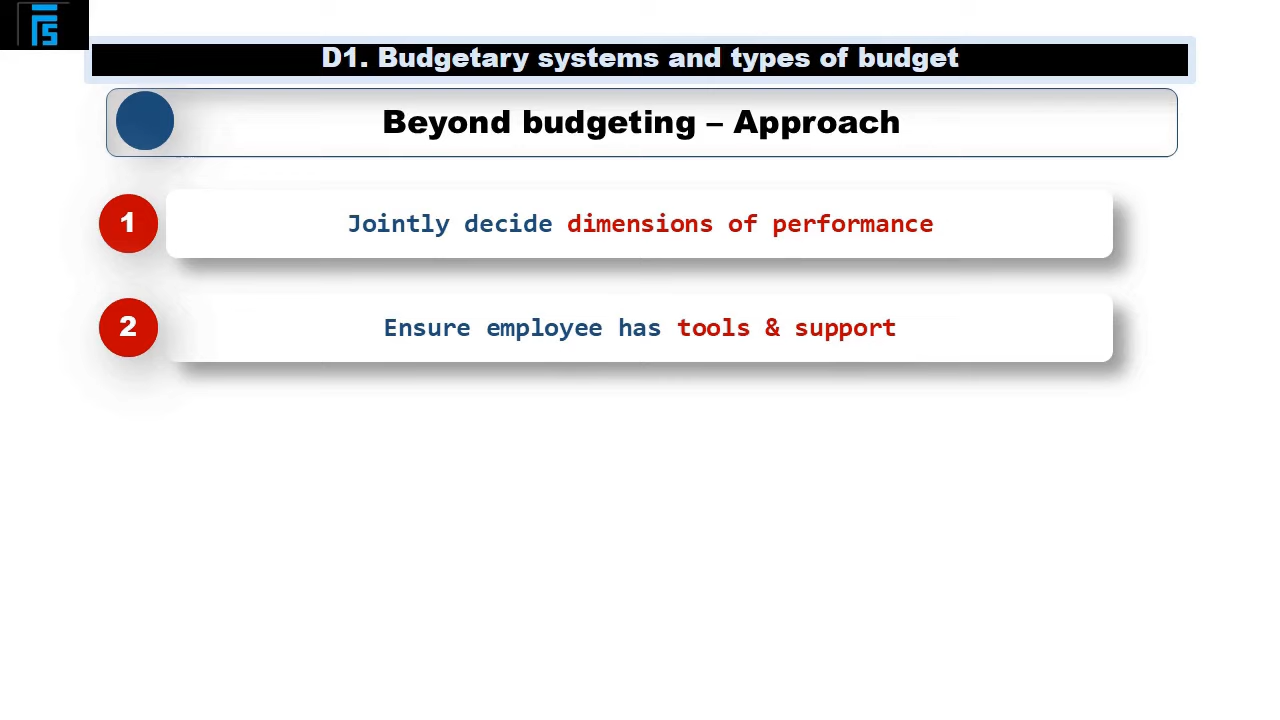 D1. Budgetary systems and types of budget
Beyond budgeting – Approach
1
Jointly decide dimensions of performance
2
Ensure employee has tools & support